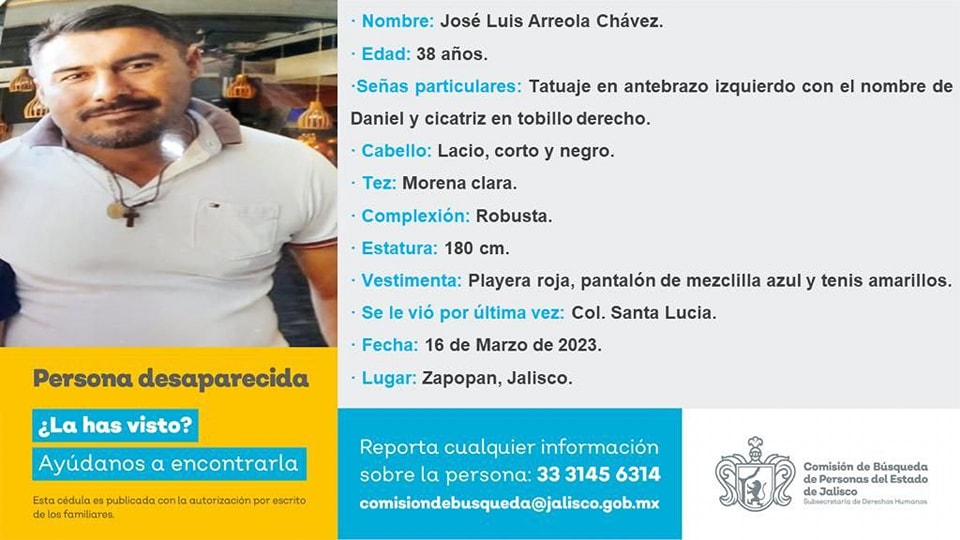 · Nombre: José Luis Arreola Chávez.
· Edad: 38 años.
·Señas particulares: Tatuaje en antebrazo izquierdo con el nombre de
Daniel y cicatriz en tobillo derecho.
· Cabello: Lacio, corto y negro.
· Tez: Morena clara.
· Complexión: Robusta.
· Estatura: 180 cm.
· Vestimenta: Playera roja, pantalón de mezclilla azul y tenis amarillos.
· Se le vió por última vez: Col. Santa Lucia.
· Fecha: 16 de Marzo de 2023.
· Lugar: Zapopan, Jalisco.
Persona desaparecida
¿La has visto?
Ayúdanos a encontrarla
Esta cédula es publicada con la autorización por escrito
de los familiares.
Reporta cualquier información
sobre la persona: 33 3145 6314
comisiondebusqueda@jalisco.gob.mx
Comisión de Búsqueda
de Personas del Estado
de Jalisco
Subsecretaría de Derechos Humanos